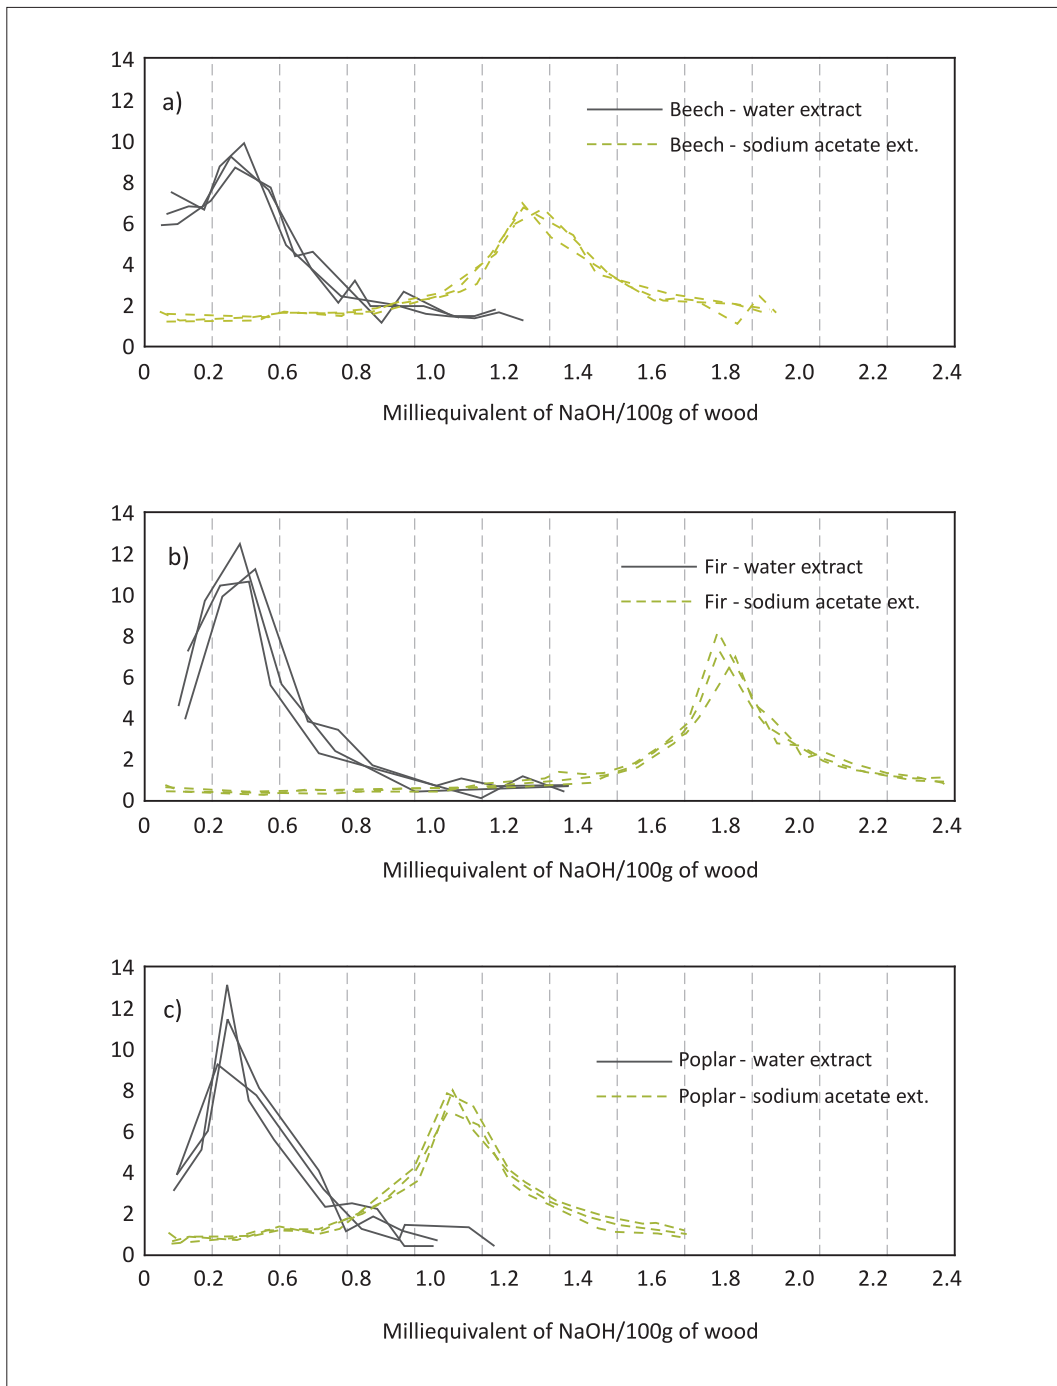 14
12
10
8
6
4
2
0
a)
Beech - water extract
Beech - sodium acetate ext.
0 0.2 0.6 0.8 1.0 1.2 1.4 1.6 1.8 2.0 2.2 2.4
Milliequivalent of NaOH/100g of wood
14
12
10
8
6
4
2
0
b)
Fir - water extract
Fir - sodium acetate ext.
0 0.2 0.6 0.8 1.0 1.2 1.4 1.6 1.8 2.0 2.2 2.4
Milliequivalent of NaOH/100g of wood
14
12
10
8
6
4
2
0
c)
Poplar - water extract
Poplar - sodium acetate ext.
0 0.2 0.6 0.8 1.0 1.2 1.4 1.6 1.8 2.0 2.2 2.4
Milliequivalent of NaOH/100g of wood